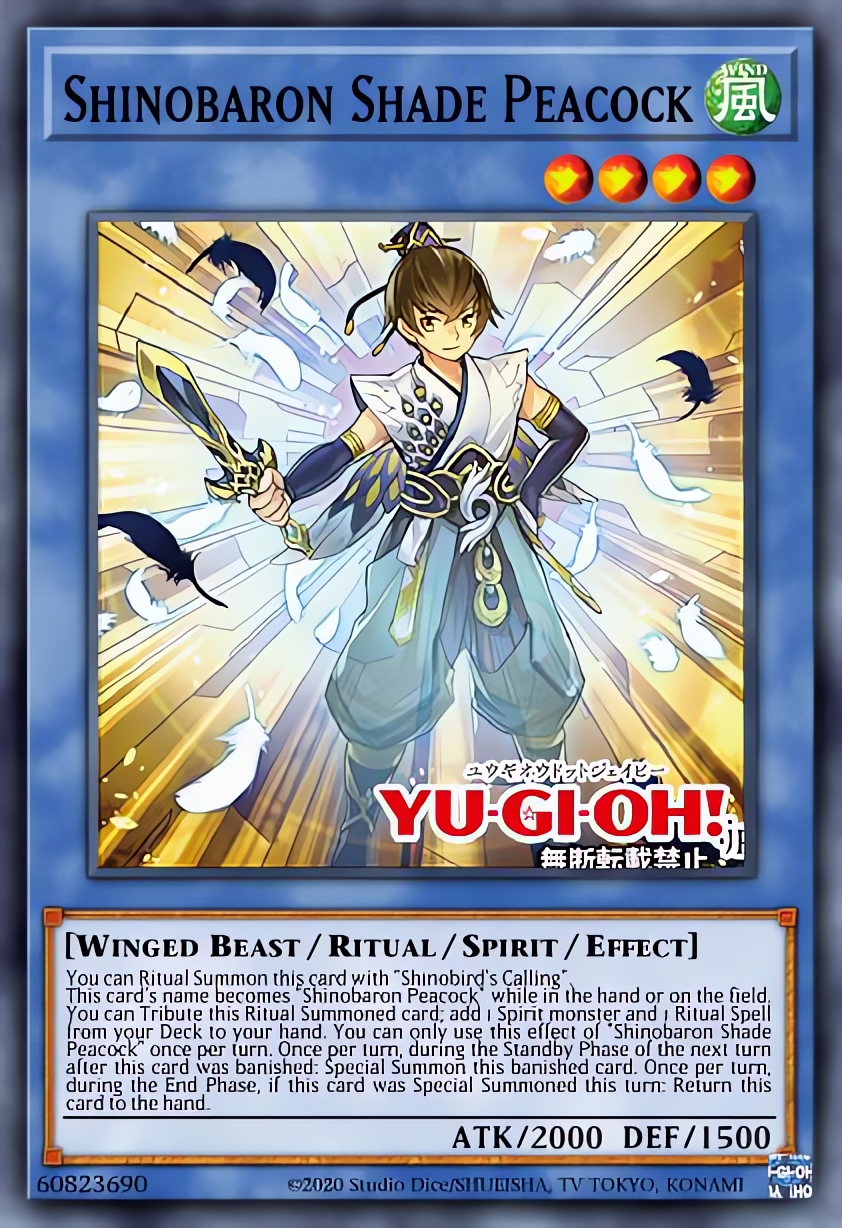 Shinobaron Shade Peacock
WIND
風
ユウギオウドットジェイピー
YU-GI-OH!
無断転載禁止
[Winged Beast / Ritual / Spirit / Effect]
You can Ritual Summon this card with "Shinobird's Calling".
This card's name becomes "Shinobaron Peacock" while in the hand or on the field.
You can Tribute this Ritual Summoned card; add 1 Spirit monster and 1 Ritual Spell
from your Deck to your hand. You can only use this effect of "Shinobaron Shade
Peacock" once per turn. Once per turn, during the Standby Phase of the next turn
after this card was banished: Special Summon this banished card. Once per turn,
during the End Phase, if this card was Special Summoned this turn: Return this
card to the hand.
ATK/2000 DEF/1500
60823690
©2020 Studio Dice/SHUEISHA, TV TOKYO, KONAMI